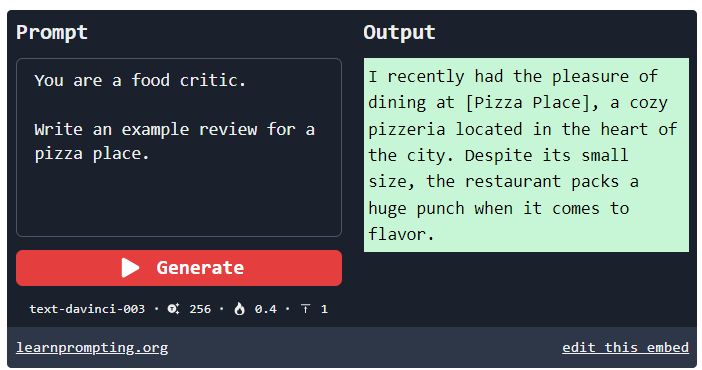 Prompt
You are a food critic.
Write an example review for a
pizza place.
Generate
text-davinci-003 · 256 · 0.4 · 1
Output
I recently had the pleasure of
dining at [Pizza Place], a cozy
pizzeria located in the heart of
the city. Despite its small
size, the restaurant packs a
huge punch when it comes to
flavor.
learnprompting.org
edit this embed